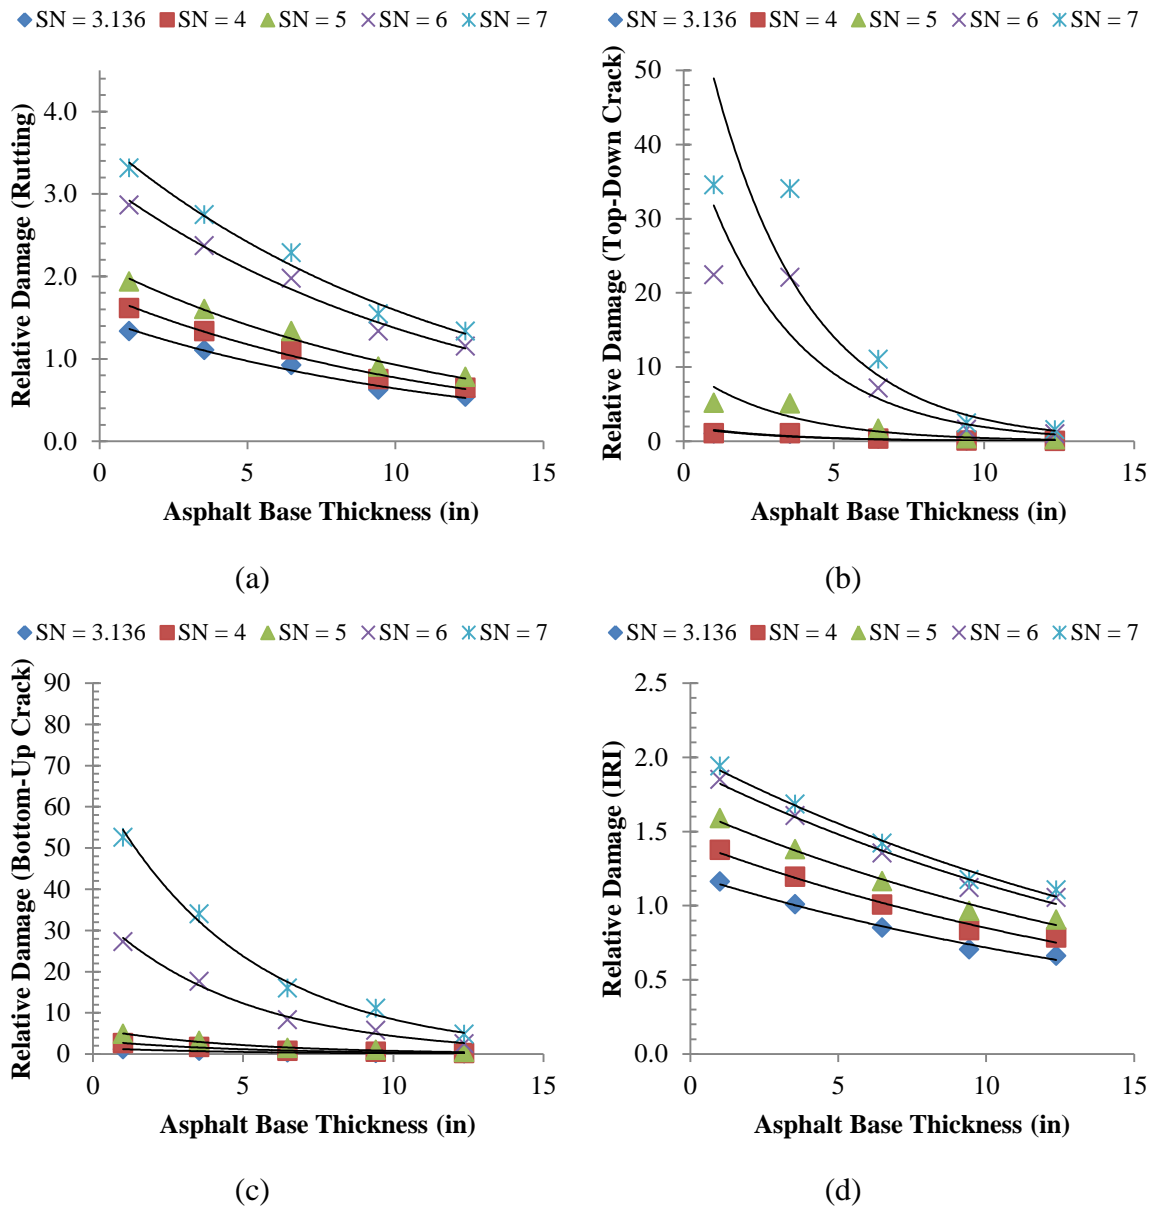 SN = 3.136 SN = 4 SN = 5 SN = 6 SN = 7
Relative Damage (Rutting)
4.0
3.0
2.0
1.0
0.0
0 5 10 15
Asphalt Base Thickness (in)
(a)
SN = 3.136 SN = 4 SN = 5 SN = 6 SN = 7
Relative Damage (Top-Down Crack)
50
40
30
20
10
0
0 5 10 15
Asphalt Base Thickness (in)
(b)
SN = 3.136 SN = 4 SN = 5 SN = 6 SN = 7
Relative Damage (Bottom-Up Crack)
90
80
70
60
50
40
30
20
10
0
0 5 10 15
Asphalt Base Thickness (in)
(c)
SN = 3.136 SN = 4 SN = 5 SN = 6 SN = 7
Relative Damage (IRI)
2.5
2.0
1.5
1.0
0.5
0.0
0 5 10 15
Asphalt Base Thickness (in)
(d)